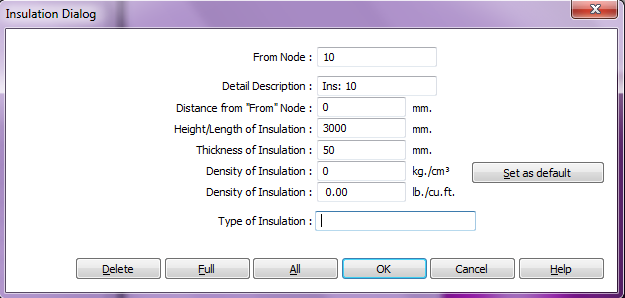 Insulation Dialog
From Node : 10
Detail Description : Ins: 10
Distance from "From" Node : 0 mm.
Height/Length of Insulation : 3000 mm.
Thickness of Insulation : 50 mm.
Density of Insulation : 0 kg./cm³
Set as default
Density of Insulation : 0.00 lb./cu.ft.
Type of Insulation :
Delete Full All OK Cancel Help